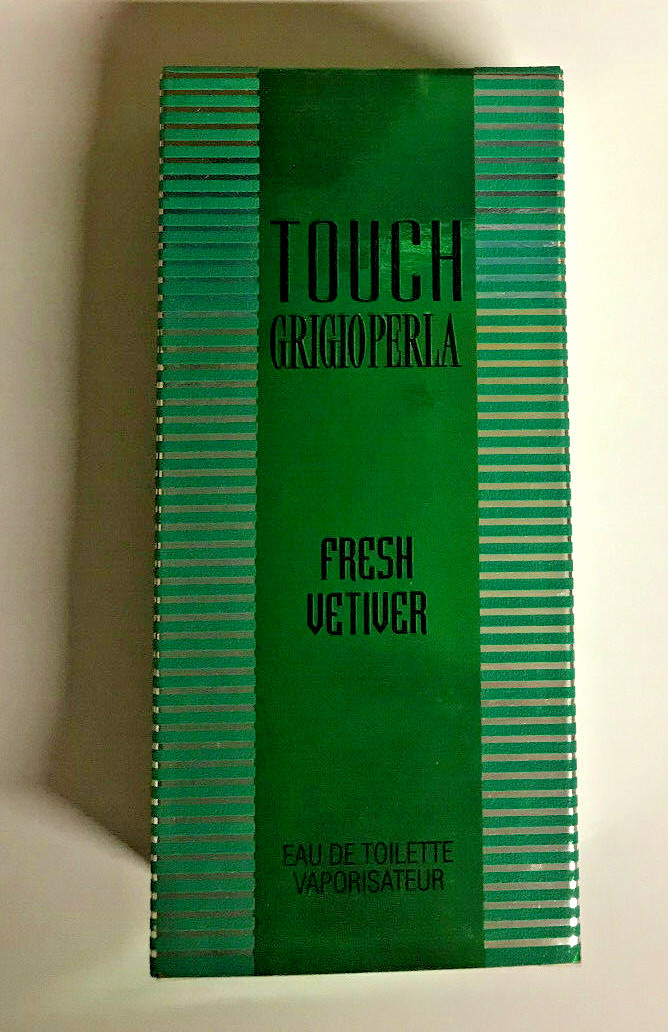 TOUCH
GRIGIOPERLA
FRESH
VETIVER
EAU DE TOILETTE
VAPORISATEUR